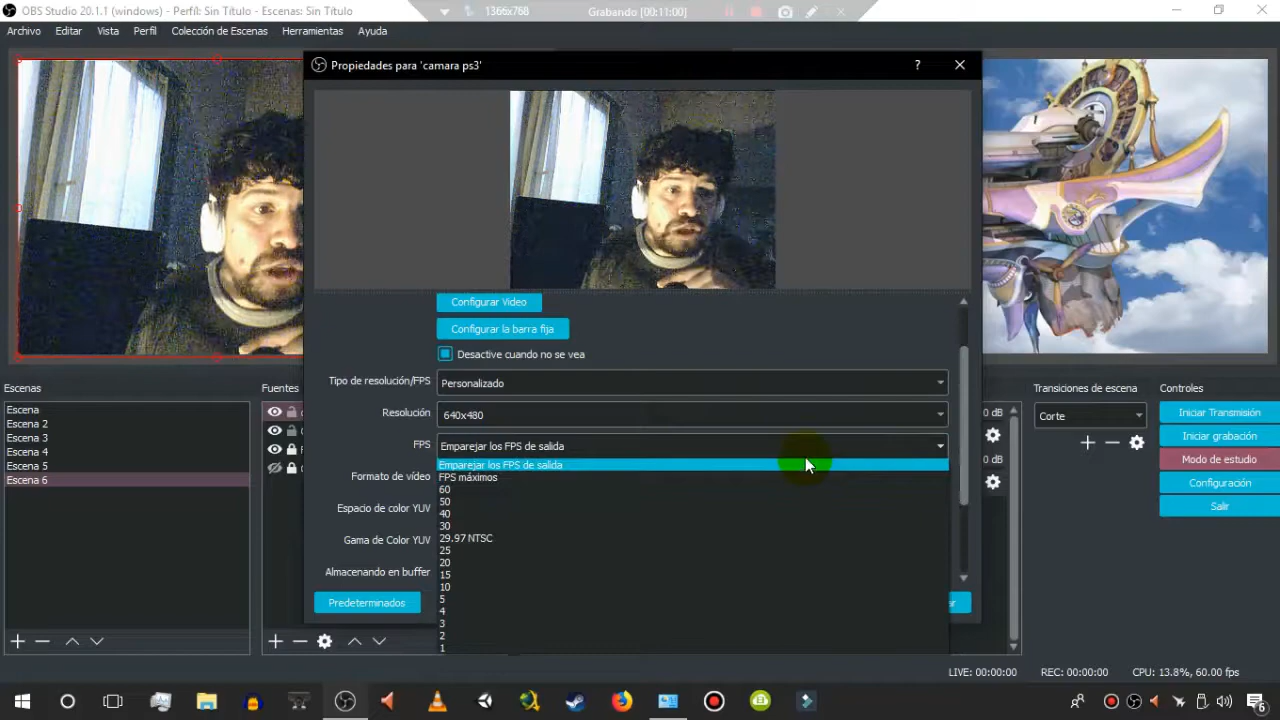 OBS Studio 20.1.1 (windows) - Perfil: Sin Título - Escenas: Sin Título
1366x768
Grabando [00:11:00]
Archivo Editar Vista Perfil Colección de Escenas Herramientas Ayuda
Propiedades para 'camara ps3'
?
Configurar Video
Configurar la barra fija
Desactive cuando no se vea
Tipo de resolución/FPS Personalizado
Resolución 640x480
FPS Emparejar los FPS de salida
Emparejar los FPS de salida
FPS máximos
60
50
40
30
29.97 NTSC
25
20
15
10
5
4
3
2
1
Formato de vídeo
Espacio de color YUV
Gama de Color YUV
Almacenando en buffer
Predeterminados
Escenas
Escena
Escena 2
Escena 3
Escena 4
Escena 5
Escena 6
Fuentes
0 dB
0 dB
Transiciones de escena
Corte
Controles
Iniciar Transmisión
Iniciar grabación
Modo de estudio
Configuración
Salir
LIVE: 00:00:00 REC: 00:00:00 CPU: 13.8%, 60.00 fps
6